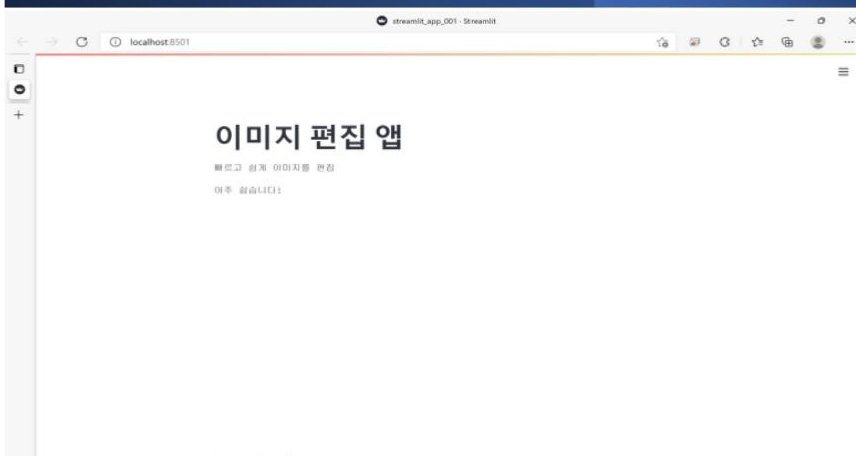 streamlit_app_001 - Streamlit
localhost:8501
이미지 편집 앱
빠르고 쉽게 이미지를 편집
아주 쉽습니다!